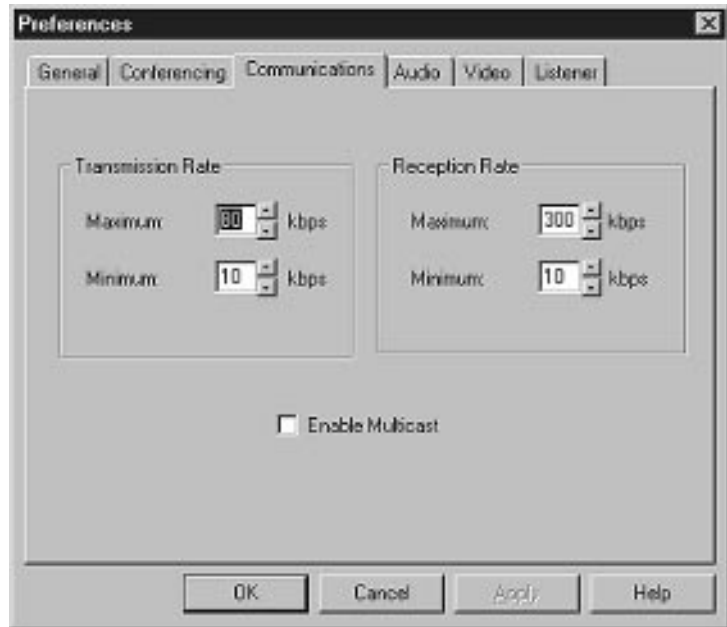 Preferences
General Conferencing Communications Audio Video Listener
Transmission Rate
Maximum: 80 kbps
Minimum: 10 kbps
Reception Rate
Maximum: 300 kbps
Minimum: 10 kbps
Enable Multicast
OK Cancel Apply Help